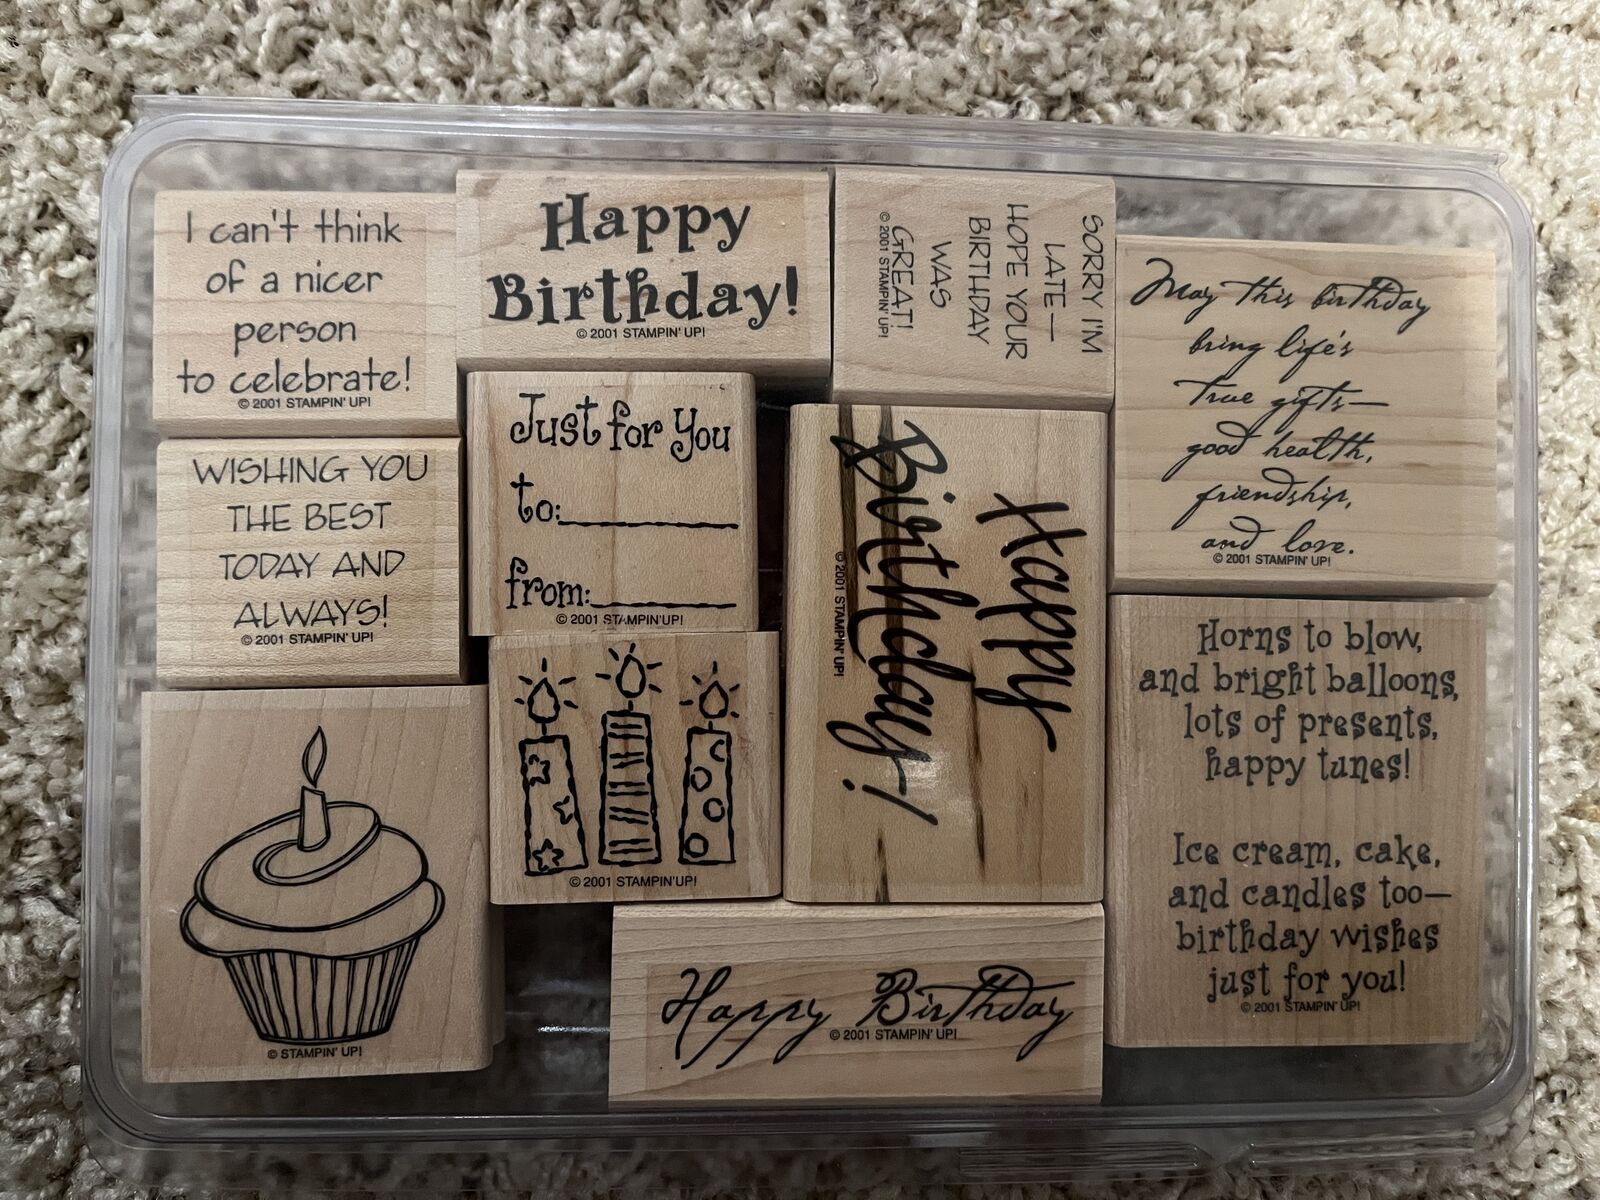 I can't think
of a nicer
person
to celebrate!
© 2001 STAMPIN' UP!
Happy
Birthday!
© 2001 STAMPIN' UP!
SORRY I'M
LATE—
HOPE YOUR
BIRTHDAY
WAS
GREAT!
© 2001 STAMPIN' UP!
May this birthday
bring life's
true gifts—
good health,
friendship,
and love.
© 2001 STAMPIN' UP!
WISHING YOU
THE BEST
TODAY AND
ALWAYS!
© 2001 STAMPIN' UP!
Just for You
to:
from:
© 2001 STAMPIN' UP!
Happy
Birthday!
© 2001 STAMPIN' UP!
Horns to blow,
and bright balloons,
lots of presents,
happy tunes!
Ice cream, cake,
and candles too—
birthday wishes
just for you!
© 2001 STAMPIN' UP!
© STAMPIN' UP!
© 2001 STAMPIN' UP!
Happy Birthday
© 2001 STAMPIN' UP!